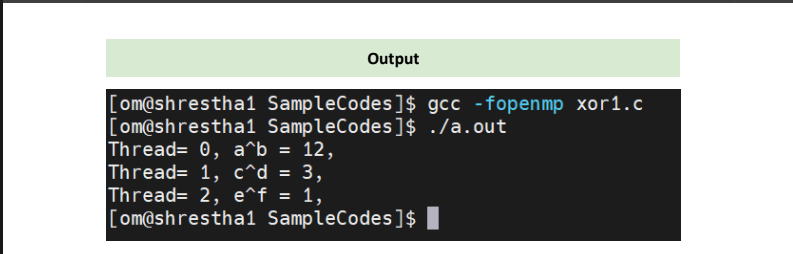 Output
[om@shrestha1 SampleCodes]$ gcc -fopenmp xor1.c
[om@shrestha1 SampleCodes]$ ./a.out
Thread= 0, a^b = 12,
Thread= 1, c^d = 3,
Thread= 2, e^f = 1,
[om@shrestha1 SampleCodes]$